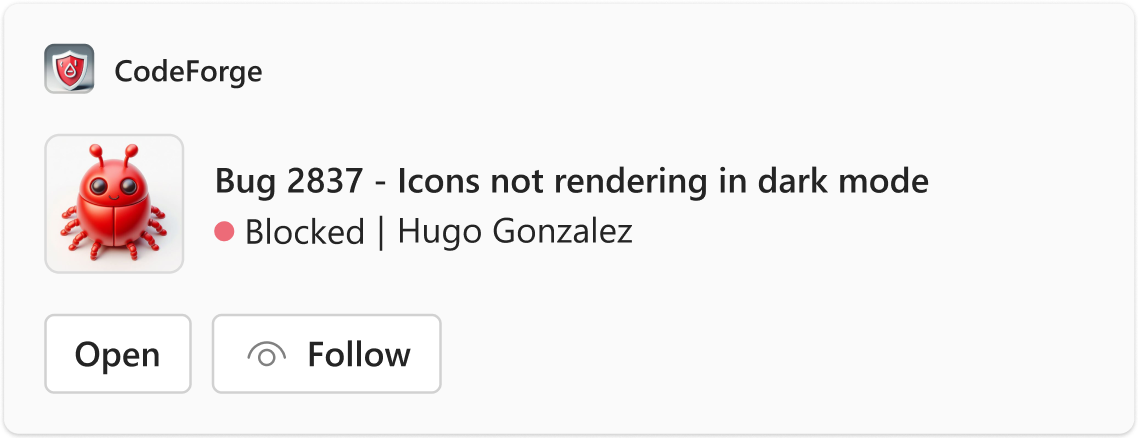 CodeForge
Bug 2837 - Icons not rendering in dark mode
Blocked | Hugo Gonzalez
Open
Follow